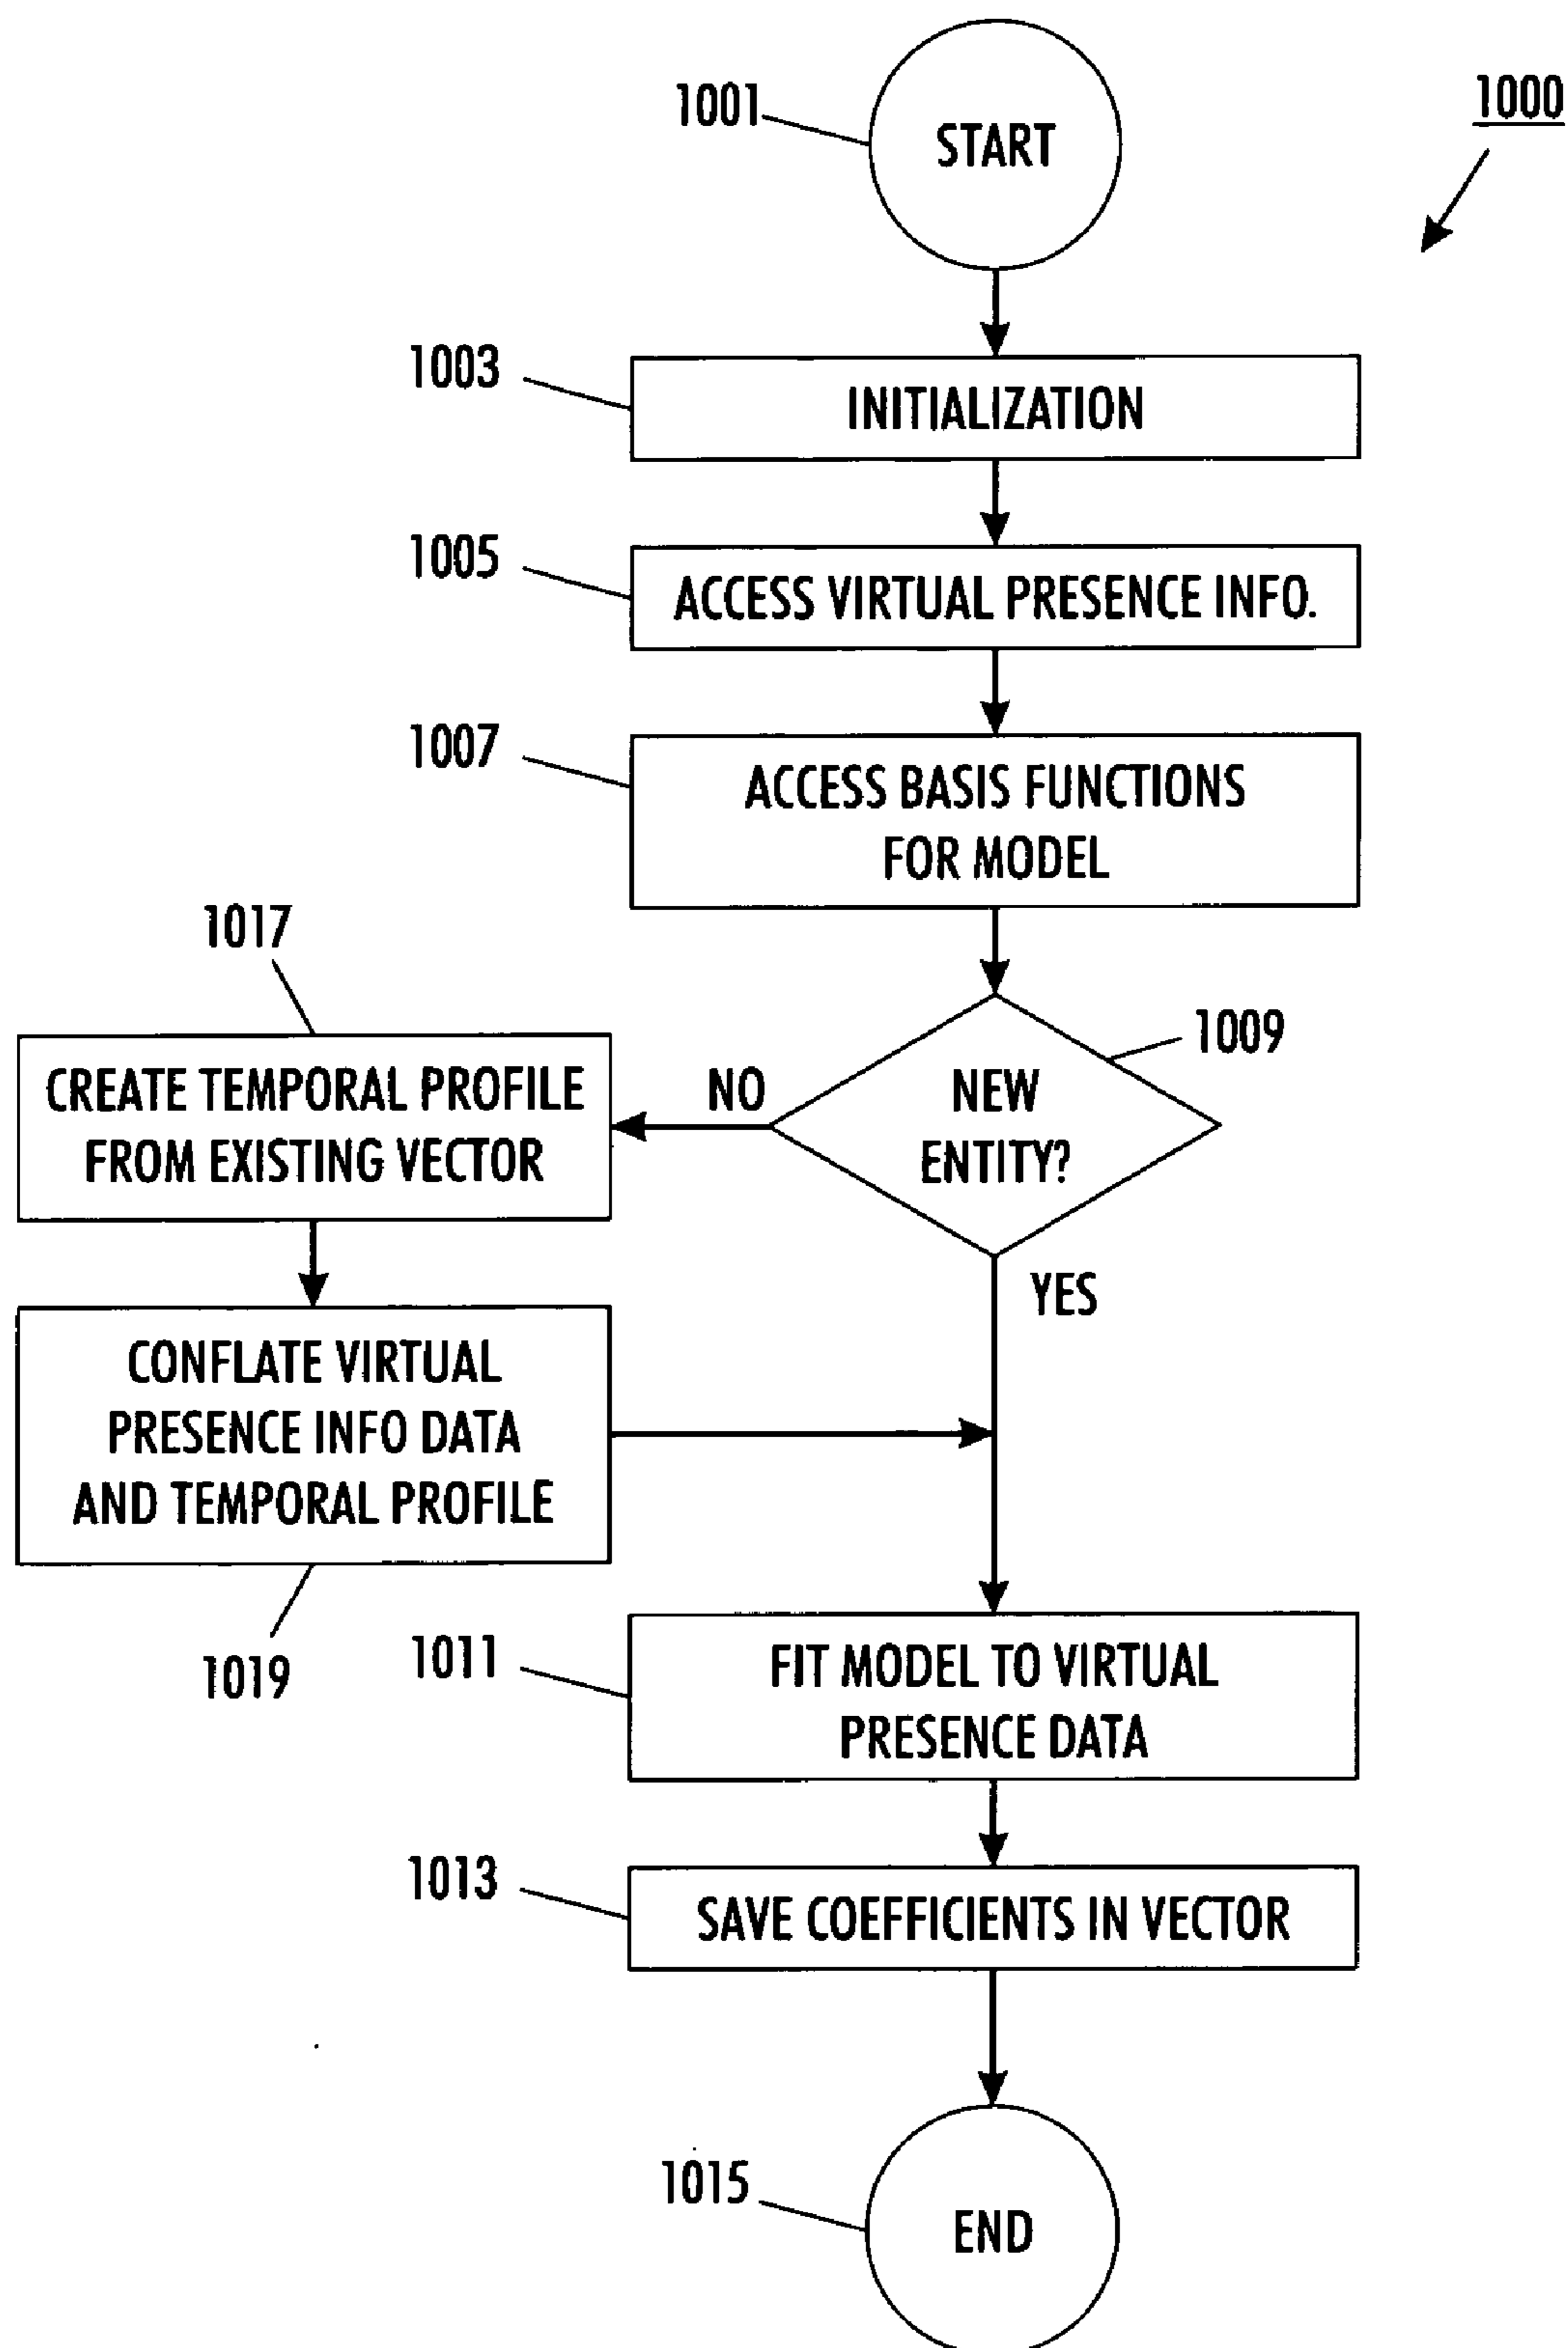 1001
START
1000
1003
INITIALIZATION
1005
ACCESS VIRTUAL PRESENCE INFO.
1007
ACCESS BASIS FUNCTIONS
FOR MODEL
1017
1009
CREATE TEMPORAL PROFILE
FROM EXISTING VECTOR
NO
NEW
ENTITY?
YES
CONFLATE VIRTUAL
PRESENCE INFO DATA
AND TEMPORAL PROFILE
1019
1011
FIT MODEL TO VIRTUAL
PRESENCE DATA
1013
SAVE COEFFICIENTS IN VECTOR
1015
END